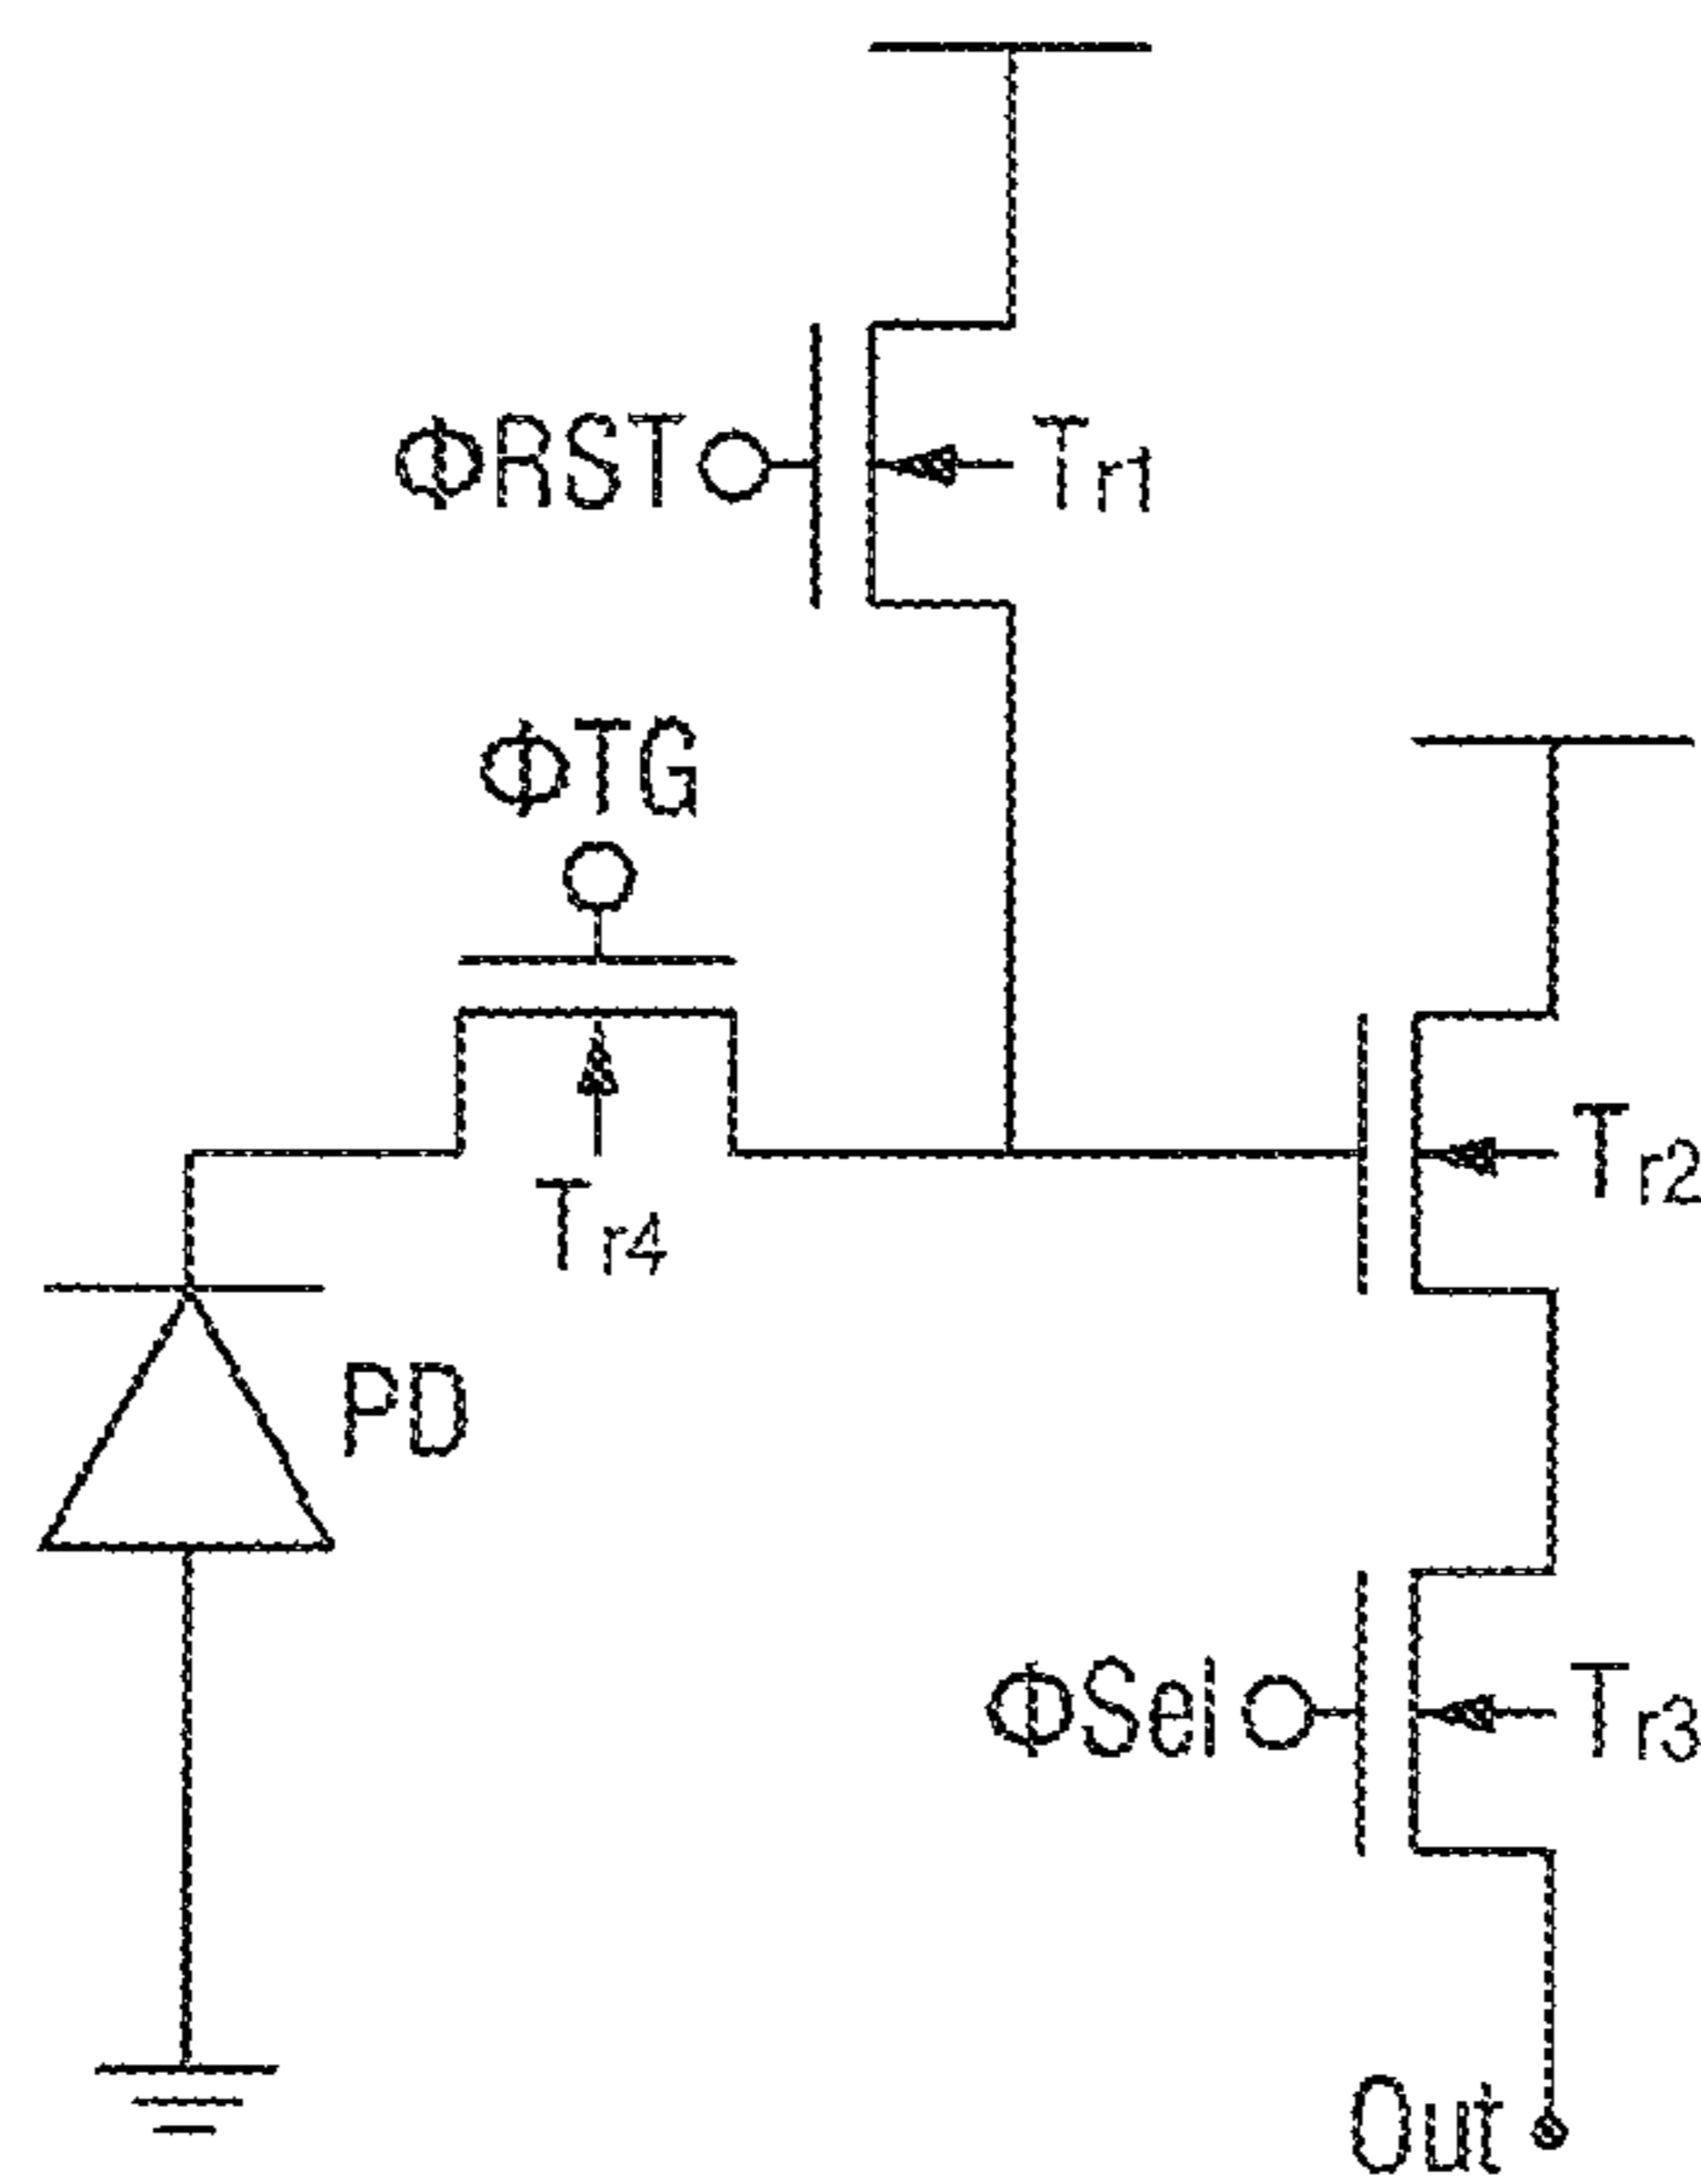 ΦRST
Tr1
ΦTG
Tr2
Tr4
PD
ΦSel
Tr3
Out